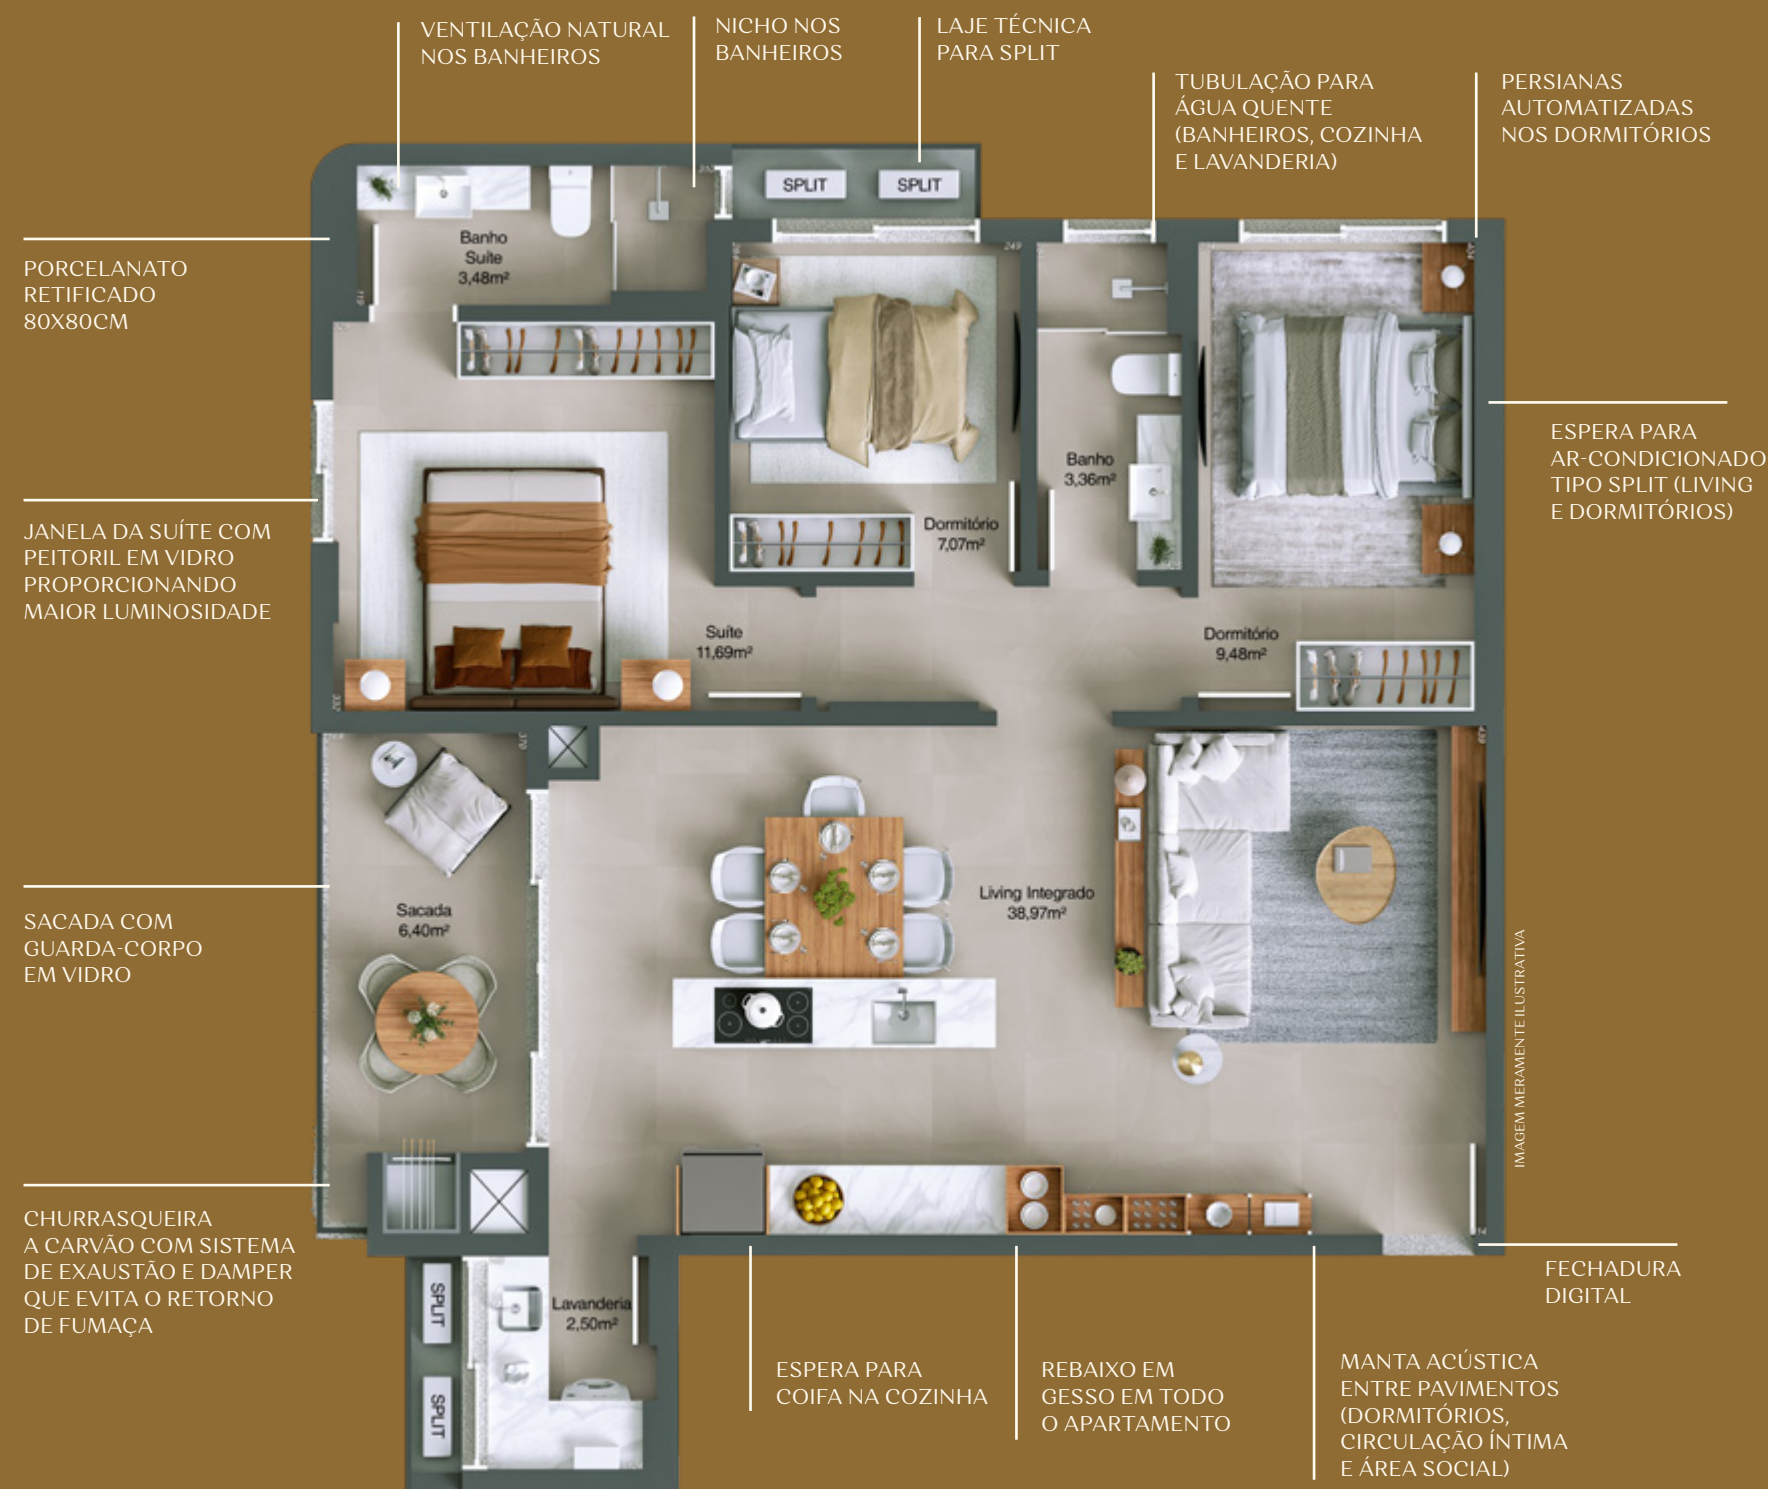 VENTILAÇÃO NATURAL
NOS BANHEIROS
NICHO NOS
BANHEIROS
LAJE TÉCNICA
PARA SPLIT
TUBULAÇÃO PARA
ÁGUA QUENTE
(BANHEIROS, COZINHA
E LAVANDERIA)
PERSIANAS
AUTOMATIZADAS
NOS DORMITÓRIOS
SPLIT
SPLIT
Banho
Suíte
3,48m²
249
PORCELANATO
RETIFICADO
80X80CM
ESPERA PARA
AR-CONDICIONADO
TIPO SPLIT (LIVING
E DORMITÓRIOS)
Banho
3,36m²
Dormitório
7,07m²
JANELA DA SUÍTE COM
PEITORIL EM VIDRO
PROPORCIONANDO
MAIOR LUMINOSIDADE
Suíte
11,69m²
Dormitório
9,48m²
370
Living Integrado
38,97m²
Sacada
6,40m²
SACADA COM
GUARDA-CORPO
EM VIDRO
IMAGEM MERAMENTE ILUSTRATIVA
CHURRASQUEIRA
A CARVÃO COM SISTEMA
DE EXAUSTÃO E DAMPER
QUE EVITA O RETORNO
DE FUMAÇA
SPLIT
SPLIT
Lavanderia
2,50m²
FECHADURA
DIGITAL
ESPERA PARA
COIFA NA COZINHA
REBAIXO EM
GESSO EM TODO
O APARTAMENTO
MANTA ACÚSTICA
ENTRE PAVIMENTOS
(DORMITÓRIOS,
CIRCULAÇÃO ÍNTIMA
E ÁREA SOCIAL)